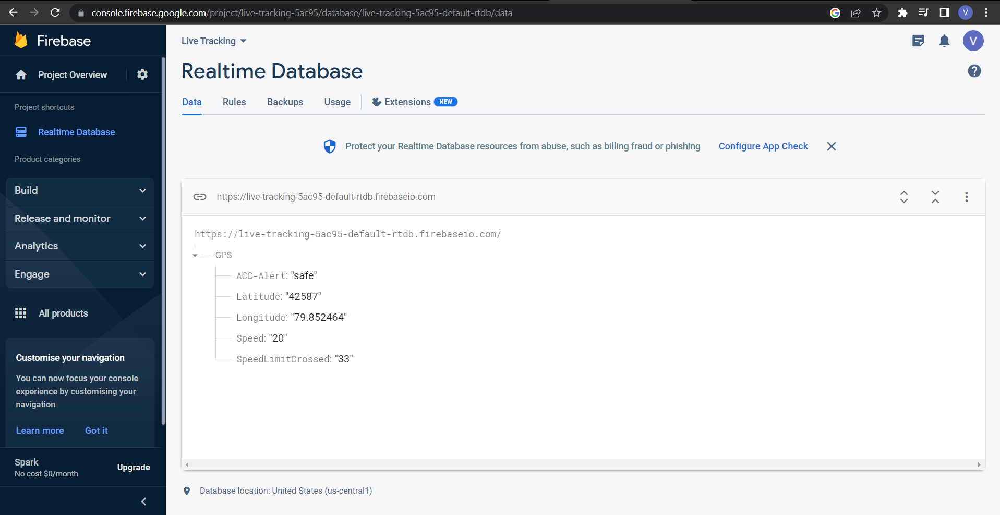 console.firebase.google.com/project/live-tracking-5ac95/database/live-tracking-5ac95-default-rtdb/data
V
Firebase
Project Overview
Project shortcuts
Realtime Database
Product categories
Build
Release and monitor
Analytics
Engage
All products
Customise your navigation
You can now focus your console
experience by customising your
navigation
Learn more Got it
Spark
No cost $0/month
Upgrade
Live Tracking
V
Realtime Database
Data Rules Backups Usage Extensions NEW
Protect your Realtime Database resources from abuse, such as billing fraud or phishing Configure App Check
https://live-tracking-5ac95-default-rtdb.firebaseio.com
https://live-tracking-5ac95-default-rtdb.firebaseio.com/
GPS
ACC-Alert: "safe"
Latitude: "42587"
Longitude: "79.852464"
Speed: "20"
SpeedLimitCrossed: "33"
Database location: United States (us-central1)